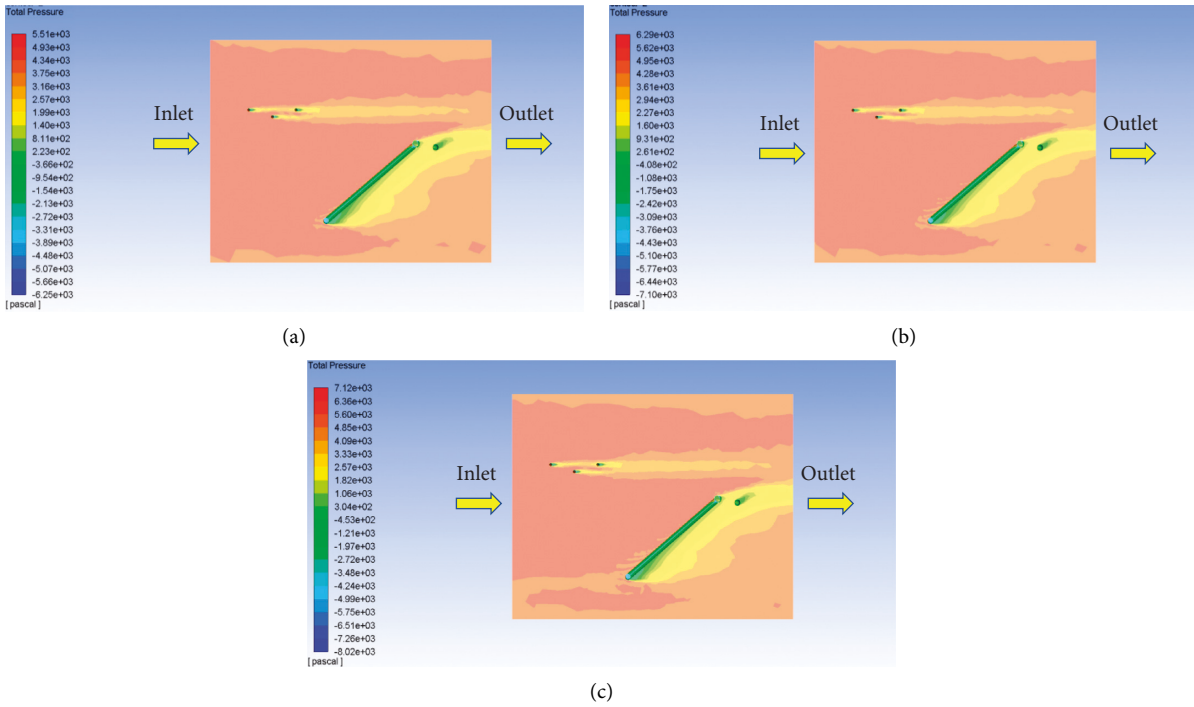 Total Pressure
5.51e+03
4.93e+03
4.34e+03
3.75e+03
3.16e+03
2.57e+03
1.99e+03
1.40e+03
8.11e+02
2.23e+02
-3.66e+02
-9.54e+02
-1.54e+03
-2.13e+03
-2.72e+03
-3.31e+03
-3.89e+03
-4.48e+03
-5.07e+03
-5.66e+03
-6.25e+03
[ pascal ]
Inlet
Outlet
(a)
Total Pressure
6.29e+03
5.62e+03
4.95e+03
4.28e+03
3.61e+03
2.94e+03
2.27e+03
1.60e+03
9.31e+02
2.61e+02
-4.08e+02
-1.08e+03
-1.75e+03
-2.42e+03
-3.09e+03
-3.76e+03
-4.43e+03
-5.10e+03
-5.77e+03
-6.44e+03
-7.10e+03
[ pascal ]
Inlet
Outlet
(b)
Total Pressure
7.12e+03
6.36e+03
5.60e+03
4.85e+03
4.09e+03
3.33e+03
2.57e+03
1.82e+03
1.06e+03
3.04e+02
-4.53e+02
-1.21e+03
-1.97e+03
-2.72e+03
-3.48e+03
-4.24e+03
-4.99e+03
-5.75e+03
-6.51e+03
-7.26e+03
-8.02e+03
[ pascal ]
Inlet
Outlet
(c)